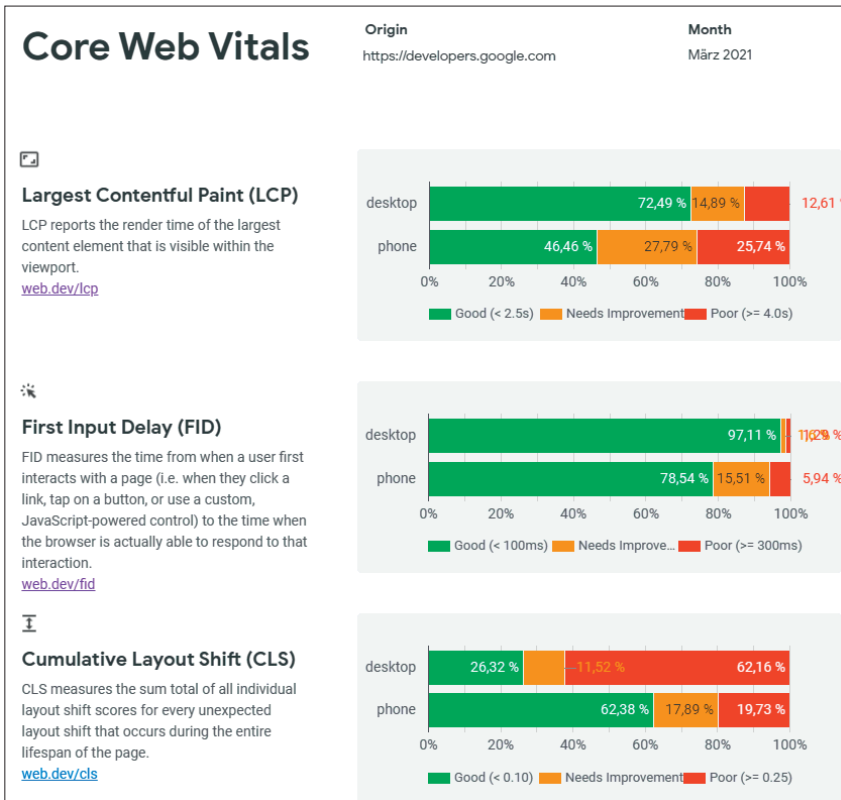 Core Web Vitals
Origin
https://developers.google.com
Month
März 2021
Largest Contentful Paint (LCP)
LCP reports the render time of the largest
content element that is visible within the
viewport.
web.dev/lcp
desktop 72,49 % 14,89 % 12,61
phone 46,46 % 27,79 % 25,74 %
0% 20% 40% 60% 80% 100%
Good (< 2.5s) Needs Improvement Poor (>= 4.0s)
First Input Delay (FID)
FID measures the time from when a user first
interacts with a page (i.e. when they click a
link, tap on a button, or use a custom,
JavaScript-powered control) to the time when
the browser is actually able to respond to that
interaction.
web.dev/fid
desktop 97,11 %
phone 78,54 % 15,51 % 5,94 %
0% 20% 40% 60% 80% 100%
Good (< 100ms) Needs Improve... Poor (>= 300ms)
Cumulative Layout Shift (CLS)
CLS measures the sum total of all individual
layout shift scores for every unexpected
layout shift that occurs during the entire
lifespan of the page.
web.dev/cls
desktop 26,32 % 11,52 % 62,16 %
phone 62,38 % 17,89 % 19,73 %
0% 20% 40% 60% 80% 100%
Good (< 0.10) Needs Improvement Poor (>= 0.25)